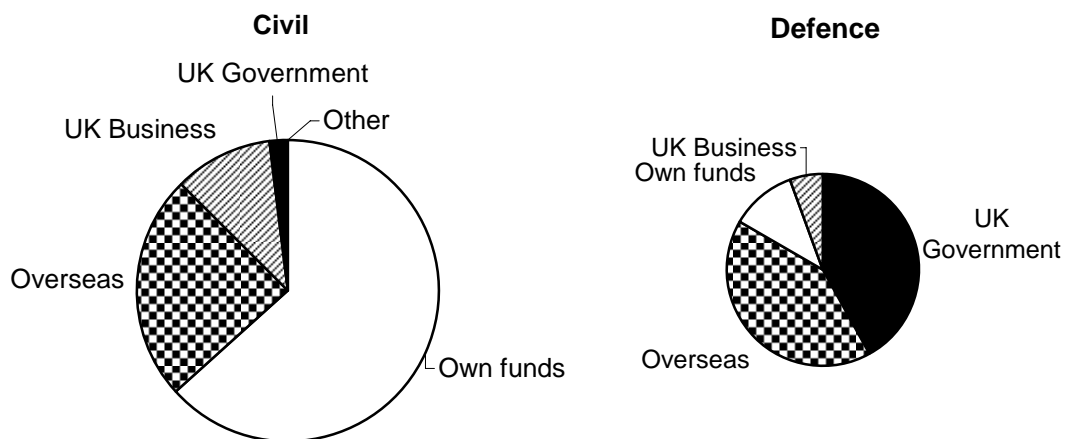 Civil
UK Government
Other
UK Business
Overseas
Own funds
Defence
UK Business
Own funds
UK
Government
Overseas